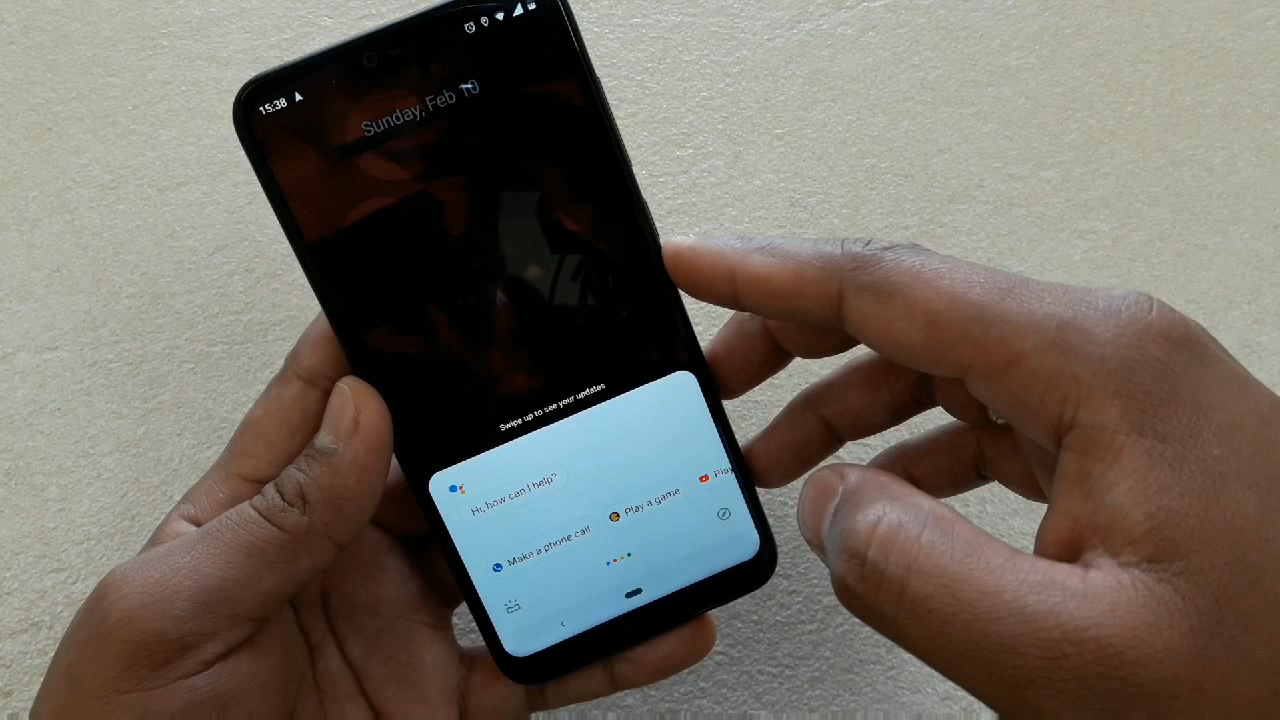 15:38
Sunday, Feb 10
Swipe up to see your updates
Hi, how can I help?
Make a phone call
Play a game
Play